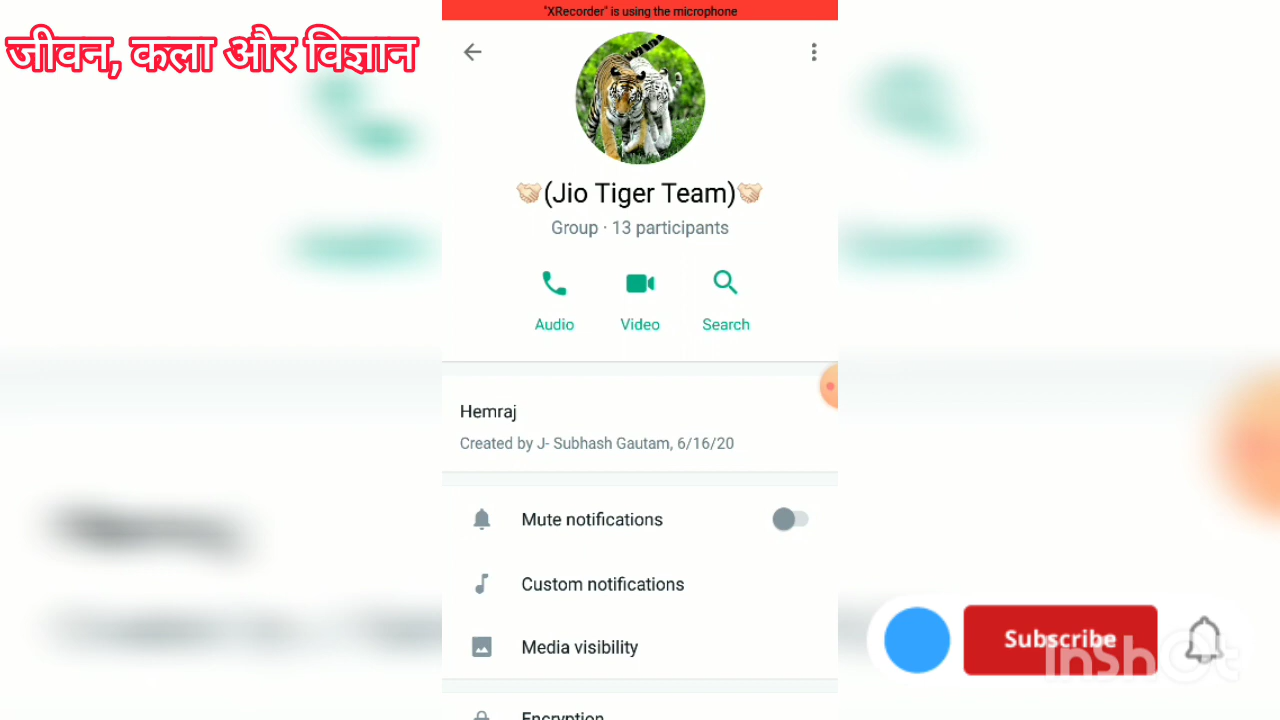 "XRecorder" is using the microphone
जीवन, कला और विज्ञान
🤝🏻(Jio Tiger Team)🤝🏻
Group · 13 participants
Audio Video Search
Hemraj
Created by J- Subhash Gautam, 6/16/20
Mute notifications
Custom notifications
Media visibility
Subscribe
InShOt
Encryption